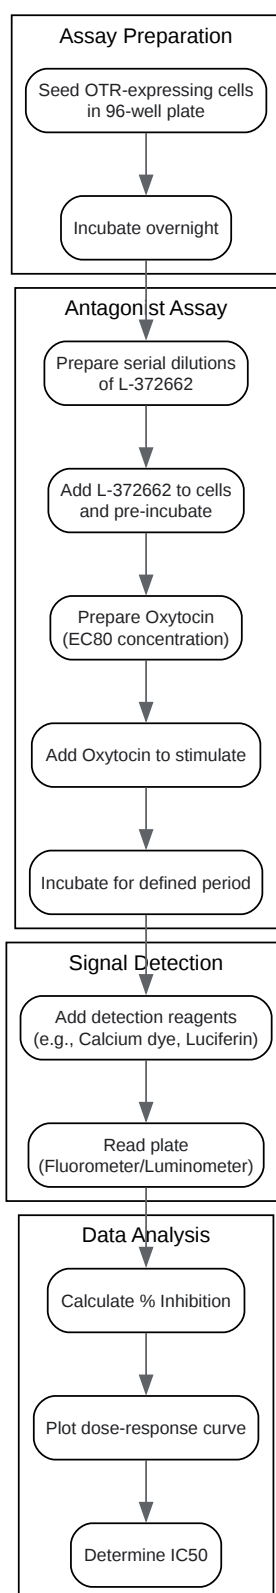 Assay Preparation
Seed OTR-expressing cells
in 96-well plate
Incubate overnight
Antagonist Assay
Prepare serial dilutions
of L-372662
Add L-372662 to cells
and pre-incubate
Prepare Oxytocin
(EC80 concentration)
Add Oxytocin to stimulate
Incubate for defined period
Signal Detection
Add detection reagents
(e.g., Calcium dye, Luciferin)
Read plate
(Fluorometer/Luminometer)
Data Analysis
Calculate % Inhibition
Plot dose-response curve
Determine IC50